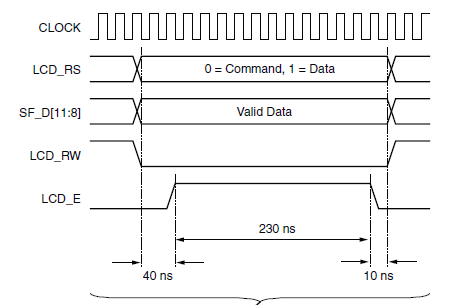 CLOCK
LCD_RS
0 = Command, 1 = Data
SF_D[11:8]
Valid Data
LCD_RW
LCD_E
230 ns
40 ns
10 ns